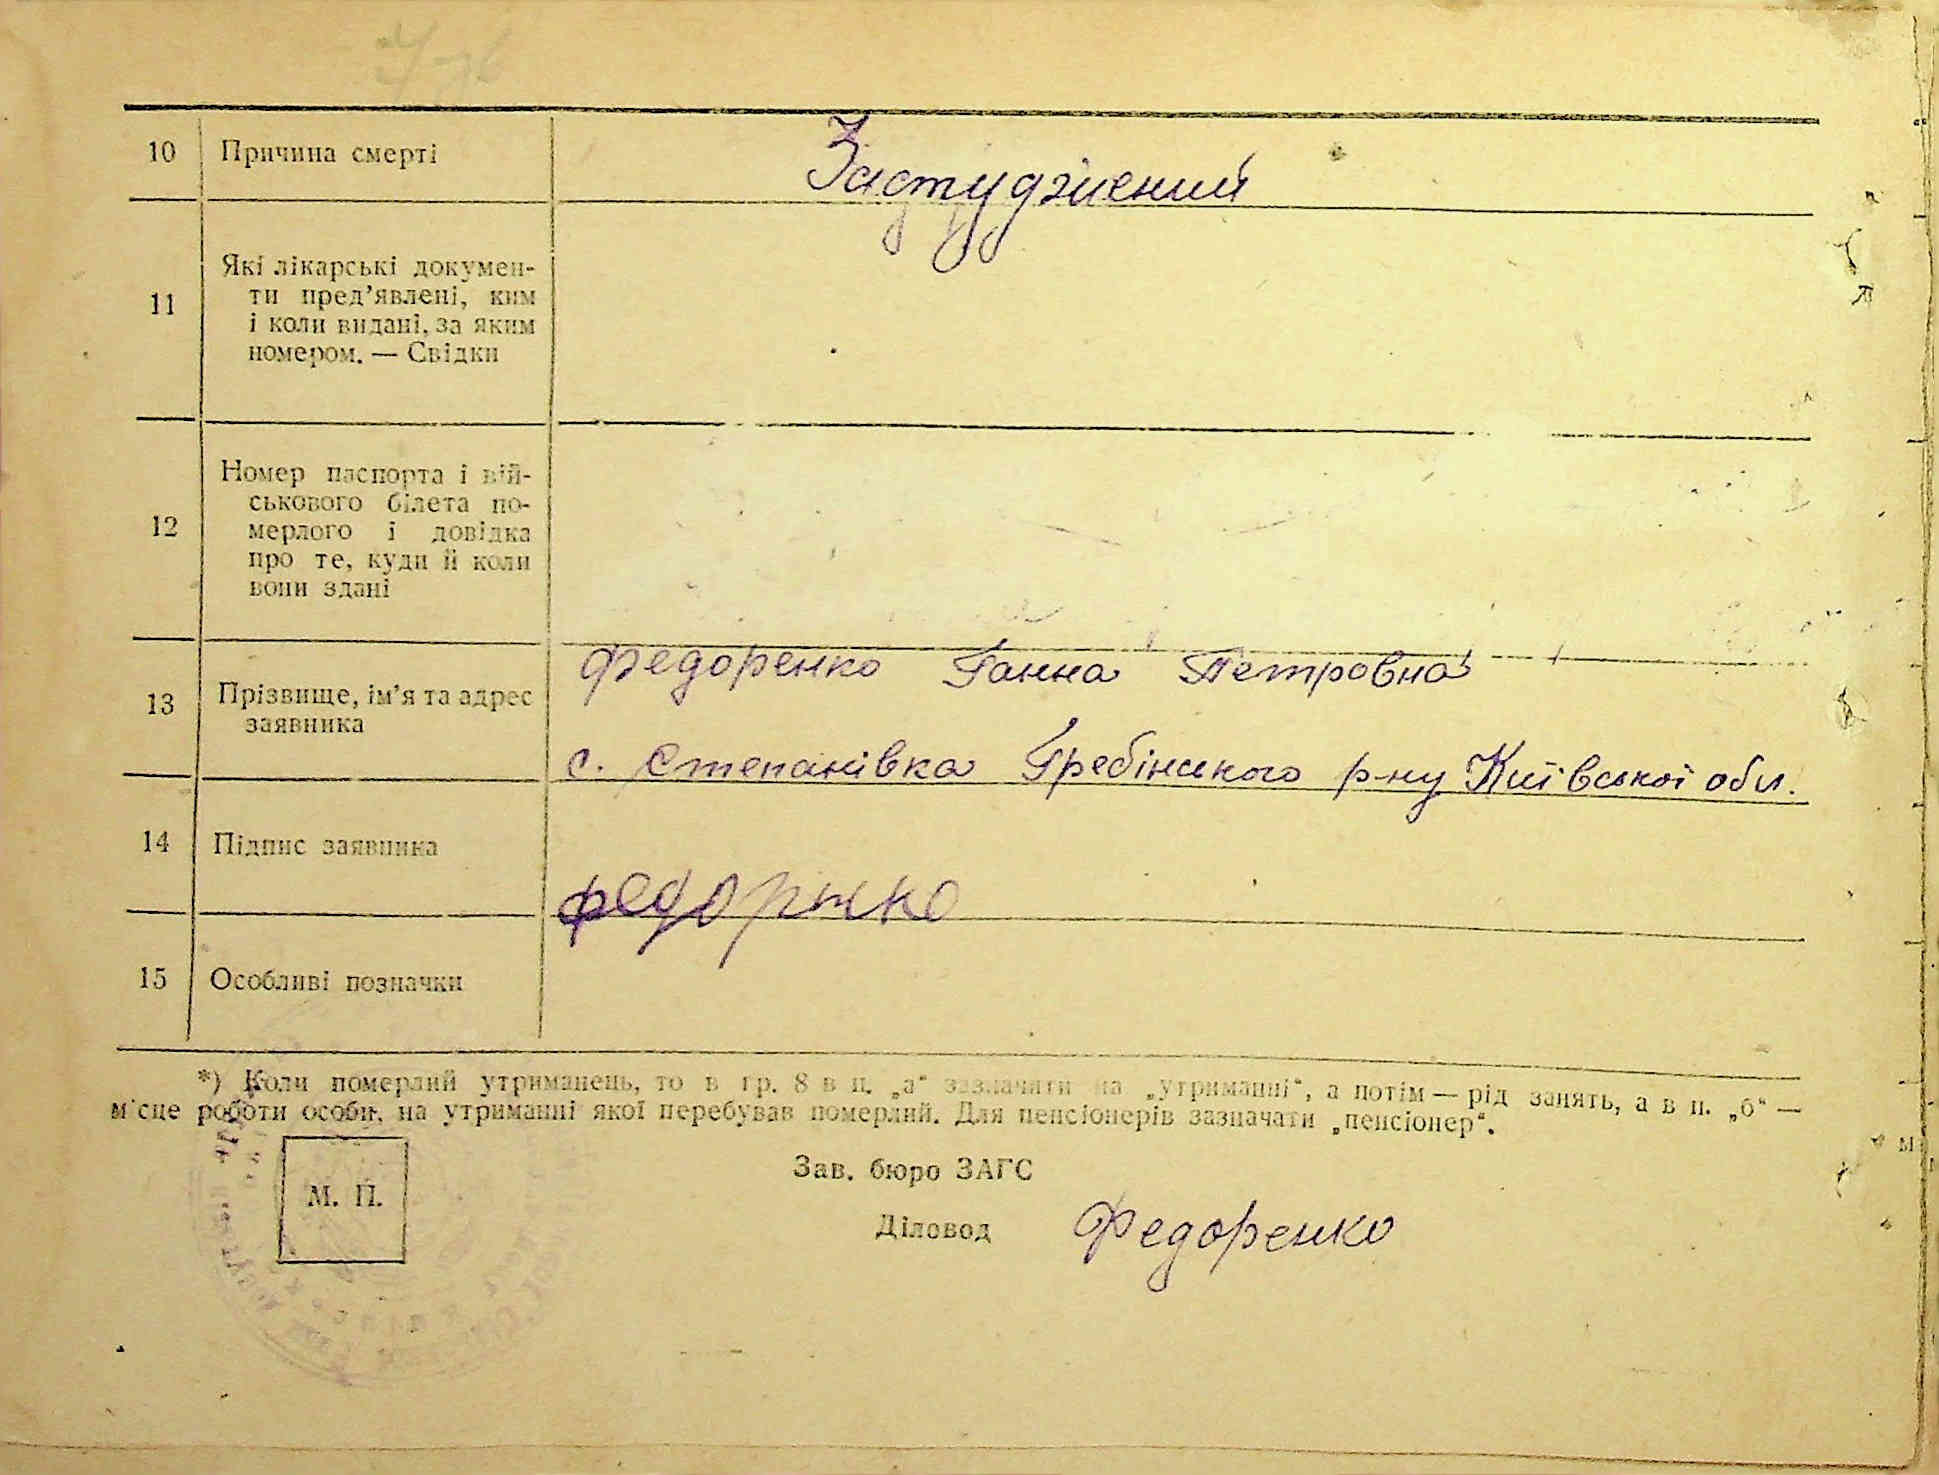 10 Причина смерті Застуджений
11 Які лікарські докумен-
ти пред’явлені, ким
і коли видані, за яким
номером. — Свідки
12 Номер паспорта і вій-
ськового білета по-
мерлого і довідка
про те, куди й коли
вони здані
13 Прізвище, ім’я та адрес
заявника
Федоренко Ганна Петровна
с. Степанівка Гребінського р-ну Київської обл.
14 Підпис заявника
Федорнко
15 Особливі позначки
*) Коли померлий утриманець, то в гр. 8 в п. „а“ зазначити на „утриманні“, а потім — рід занять, а в п. „б“ —
місце роботи особи, на утриманні якої перебував померлий. Для пенсіонерів зазначати „пенсіонер“.
М. П.
Зав. бюро ЗАГС
Діловод Федоренко